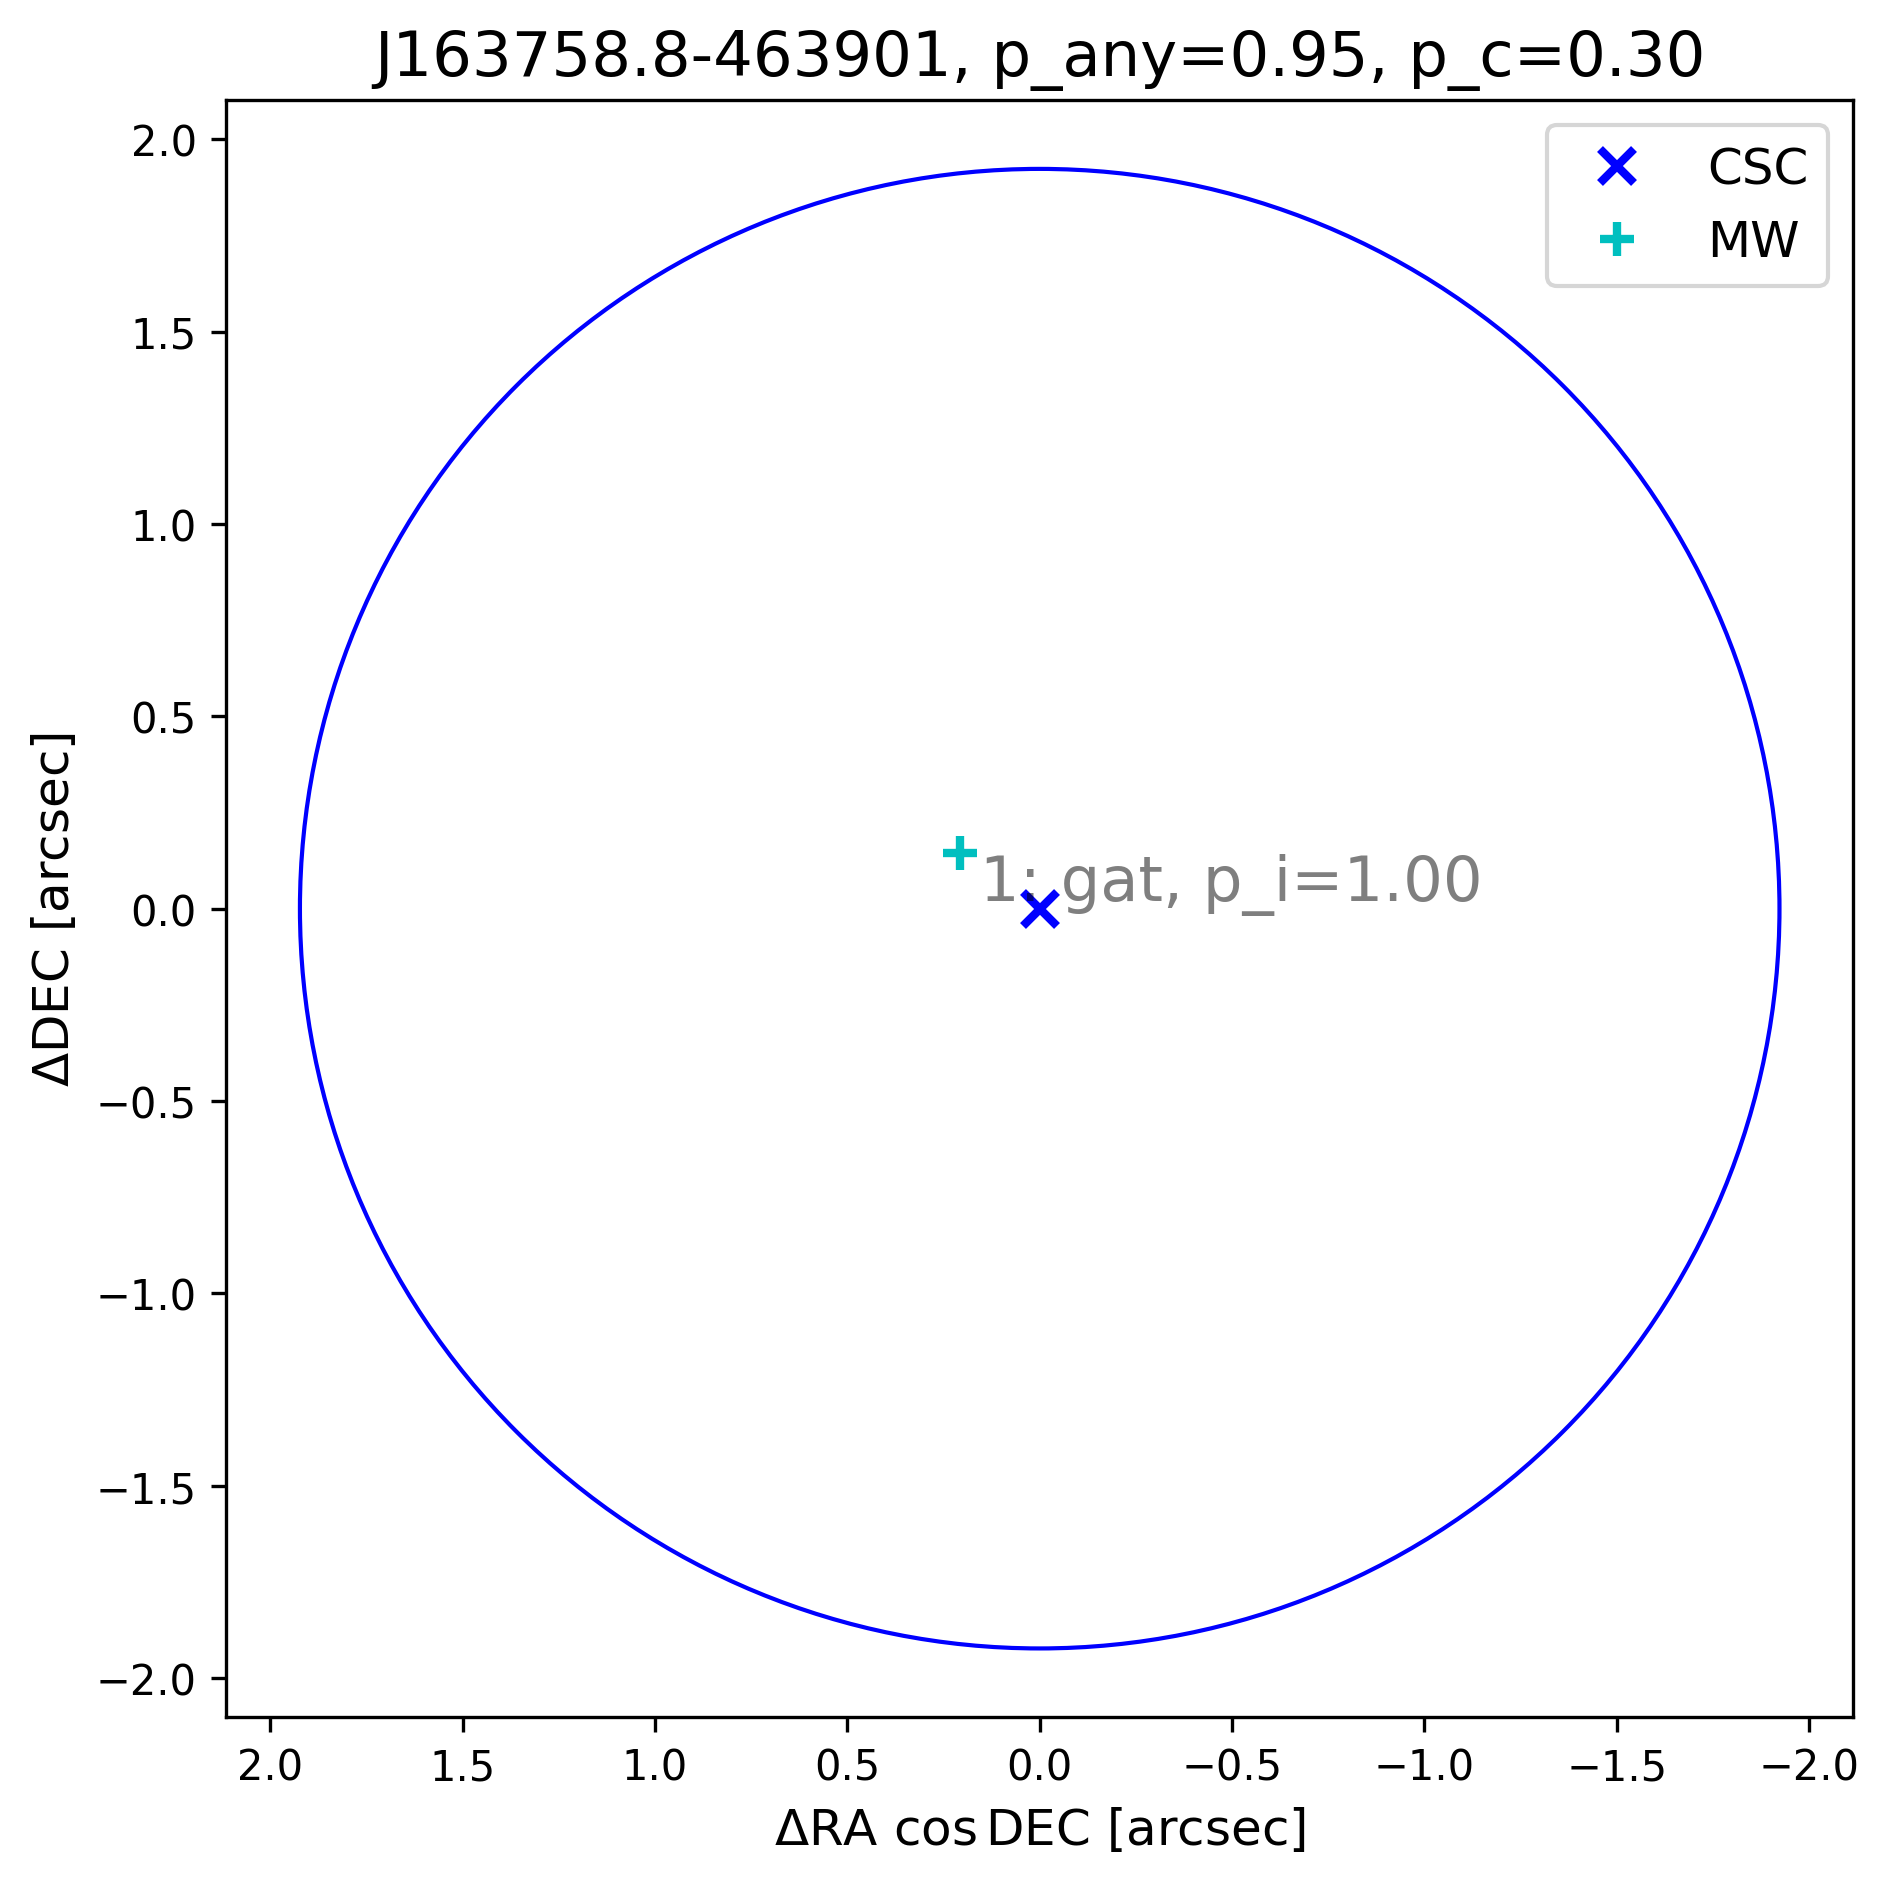 J163758.8-463901, p_any=0.95, p_c=0.30
CSC
MW
2.0
1.5
1.0
0.5
0.0
−0.5
−1.0
−1.5
−2.0
ΔDEC [arcsec]
1: gat, p_i=1.00
2.0 1.5 1.0 0.5 0.0 −0.5 −1.0 −1.5 −2.0
ΔRA cos DEC [arcsec]